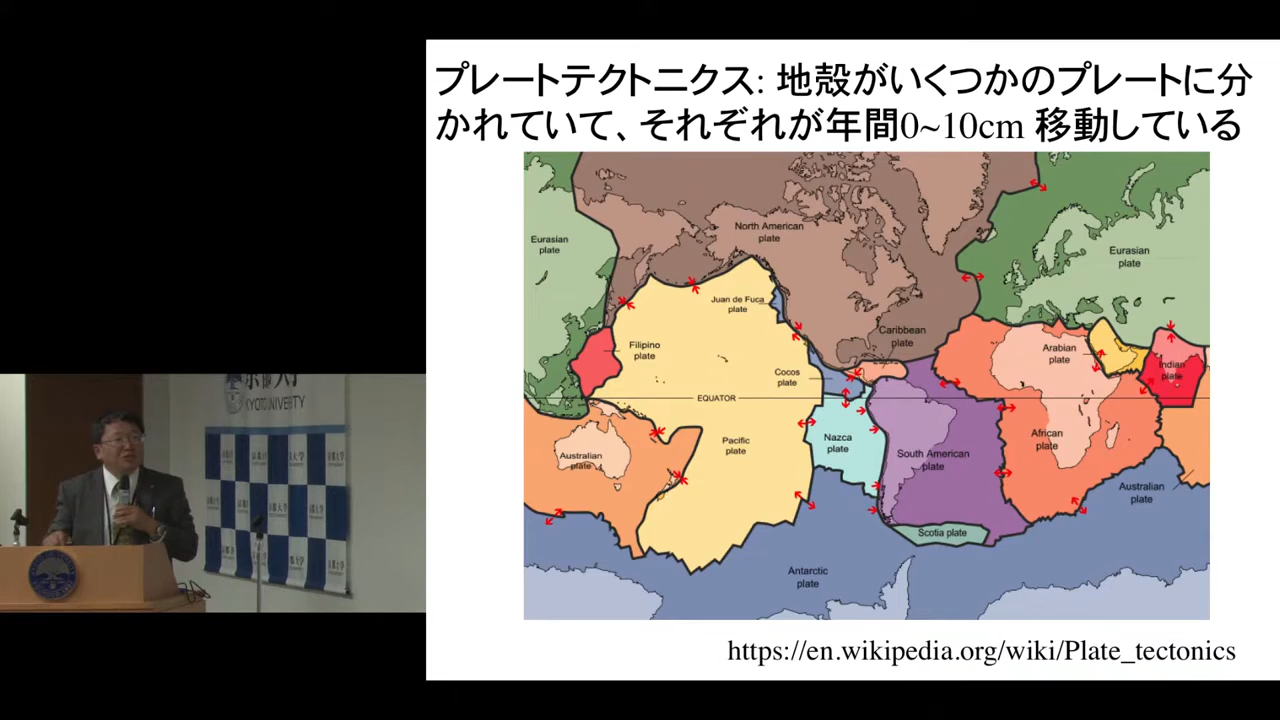 プレートテクトニクス: 地殻がいくつかのプレートに分
かれていて、それぞれが年間0~10cm 移動している
Eurasian
plate
North American
plate
Juan de Fuca
plate
Filipino
plate
Cocos
plate
Caribbean
plate
EQUATOR
Pacific
plate
Nazca
plate
Australian
plate
South American
plate
Scotia plate
Antarctic
plate
Eurasian
plate
Arabian
plate
Indian
plate
African
plate
Australian
plate
https://en.wikipedia.org/wiki/Plate_tectonics
京都大学
KYOTO UNIVERSITY